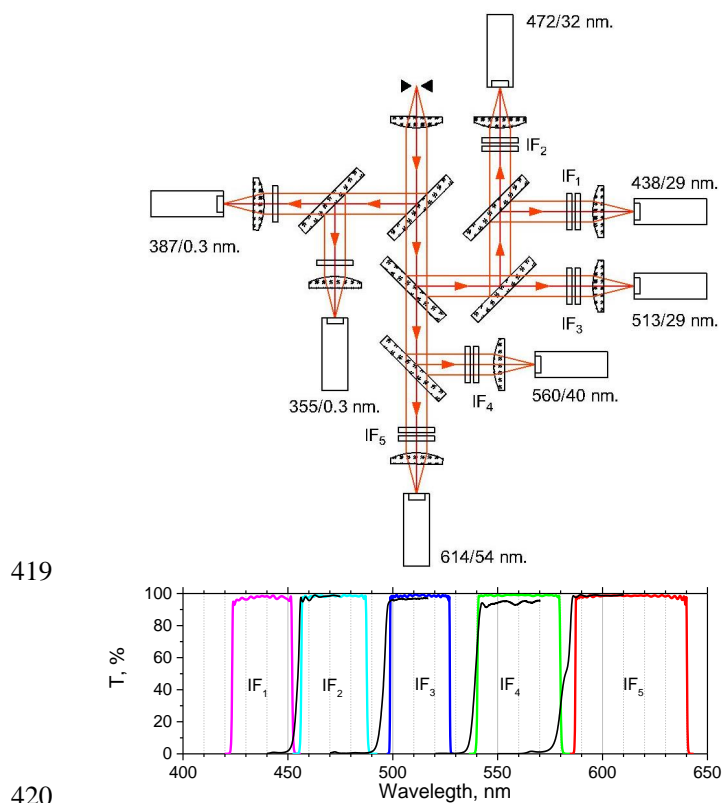 472/32 nm.
IF2
IF1
438/29 nm.
387/0.3 nm.
IF3
513/29 nm.
355/0.3 nm.
IF4
560/40 nm.
IF5
614/54 nm.
419
100
80
60
40
20
0
T, %
IF1
IF2
IF3
IF4
IF5
400
450
500
550
600
650
Wavelegth, nm
420